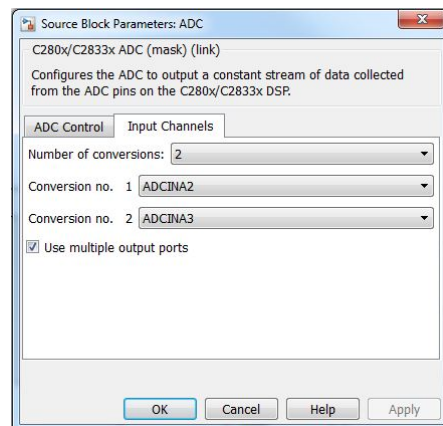 Source Block Parameters: ADC
C280x/C2833x ADC (mask) (link)
Configures the ADC to output a constant stream of data collected
from the ADC pins on the C280x/C2833x DSP.
ADC Control Input Channels
Number of conversions: 2
Conversion no. 1 ADCINA2
Conversion no. 2 ADCINA3
Use multiple output ports
OK Cancel Help Apply